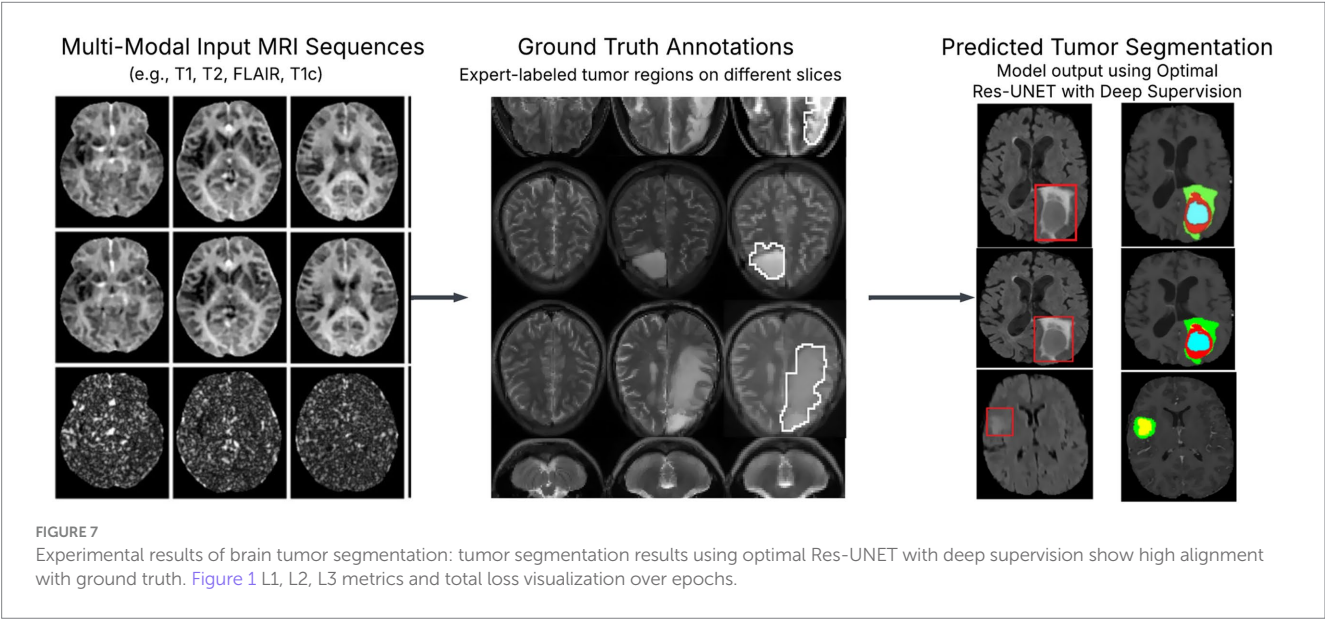 Multi-Modal Input MRI Sequences
(e.g., T1, T2, FLAIR, T1c)
Ground Truth Annotations
Expert-labeled tumor regions on different slices
Predicted Tumor Segmentation
Model output using Optimal
Res-UNET with Deep Supervision
FIGURE 7
Experimental results of brain tumor segmentation: tumor segmentation results using optimal Res-UNET with deep supervision show high alignment
with ground truth. Figure 1 L1, L2, L3 metrics and total loss visualization over epochs.